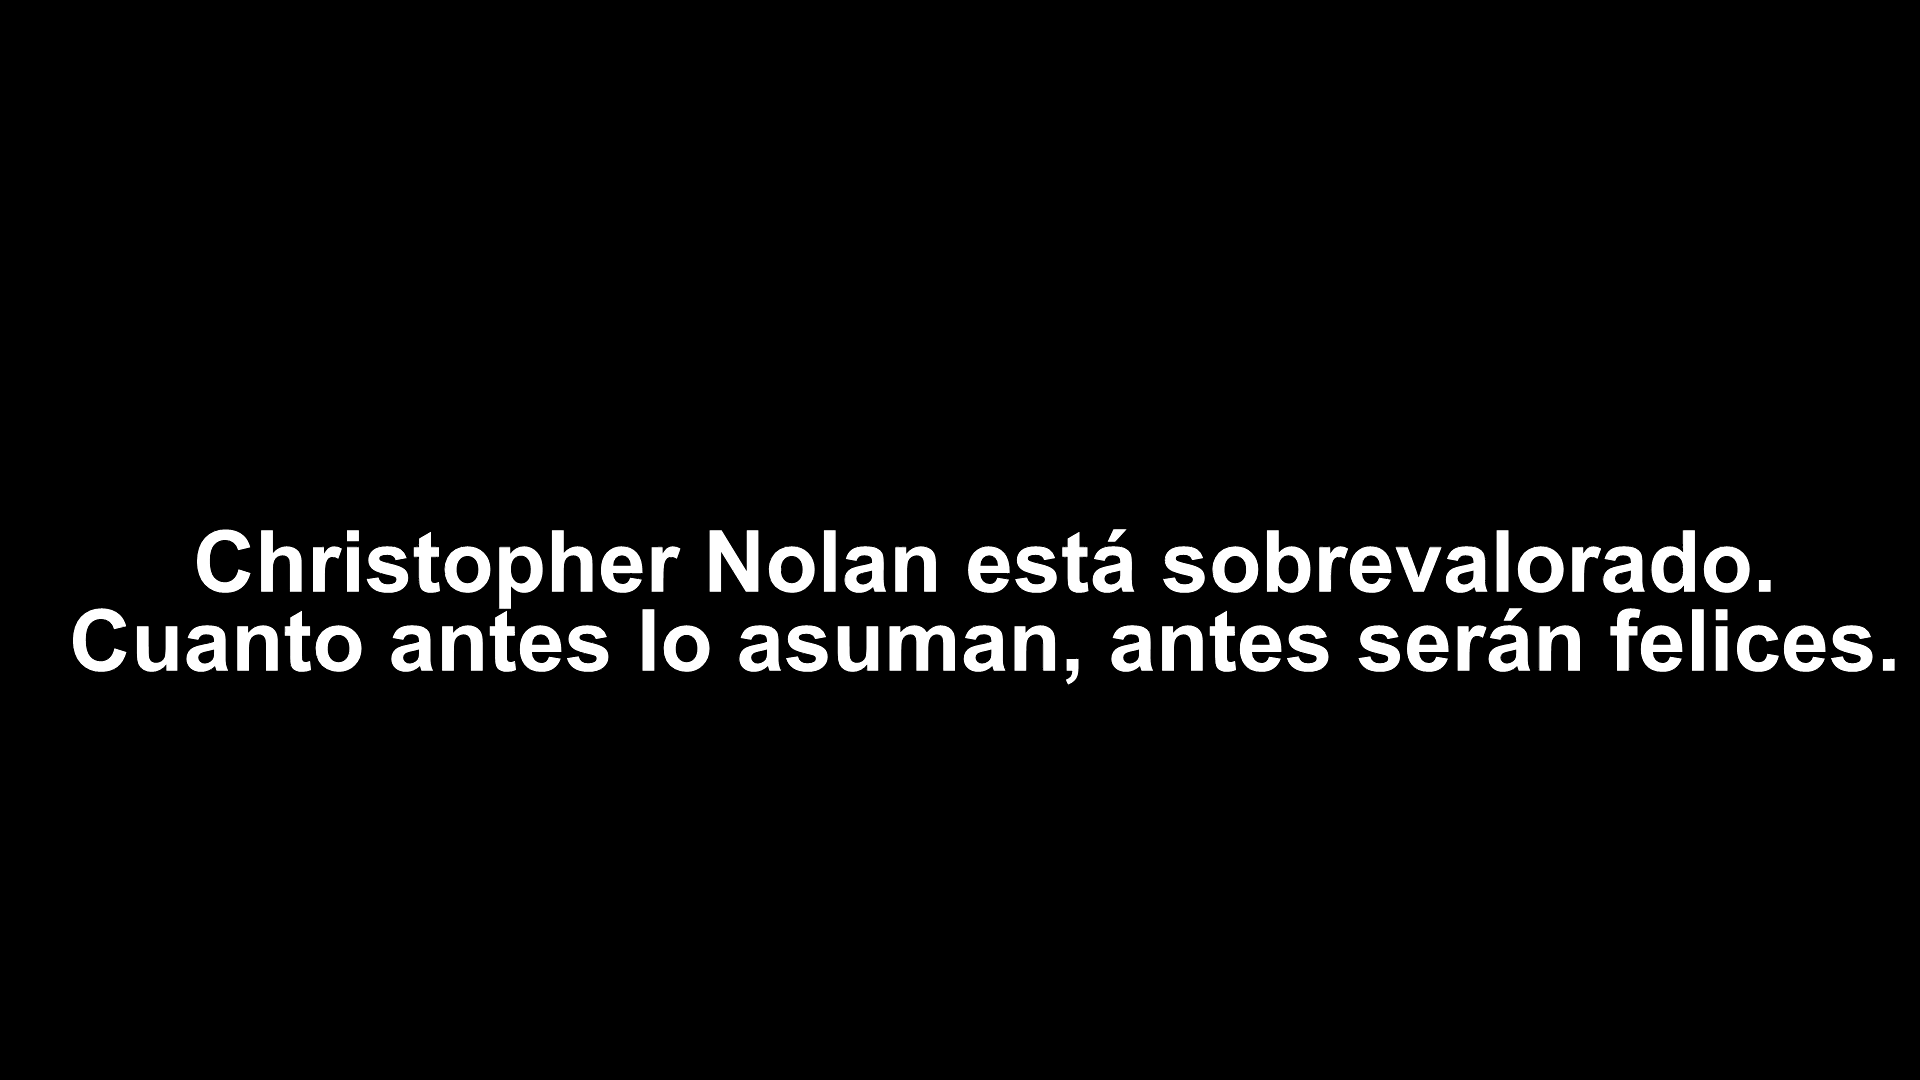 Christopher Nolan está sobrevalorado.
Cuanto antes lo asuman, antes serán felices.